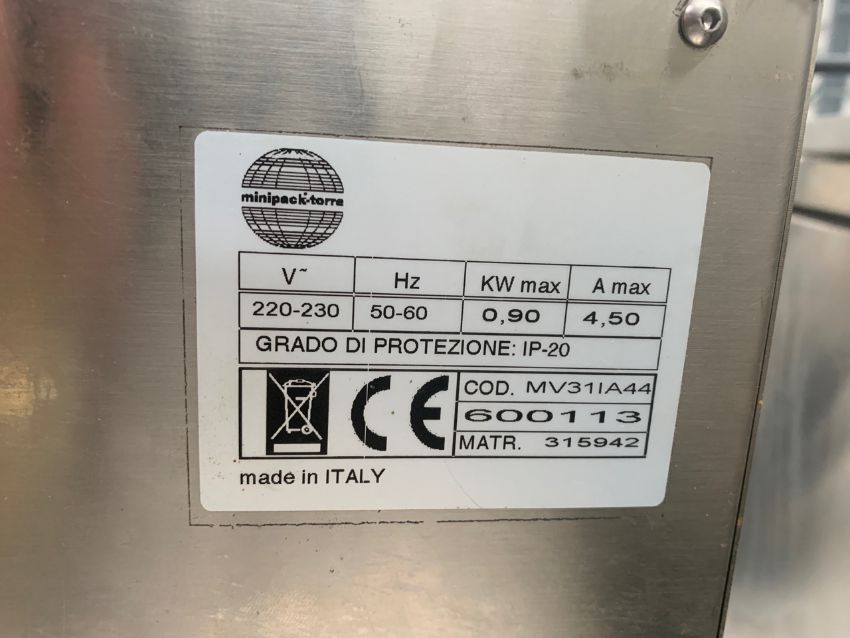 minipack-torre
V~ Hz KW max A max
220-230 50-60 0,90 4,50
GRADO DI PROTEZIONE: IP-20
COD. MV31IA44
600113
MATR. 315942
CE
made in ITALY